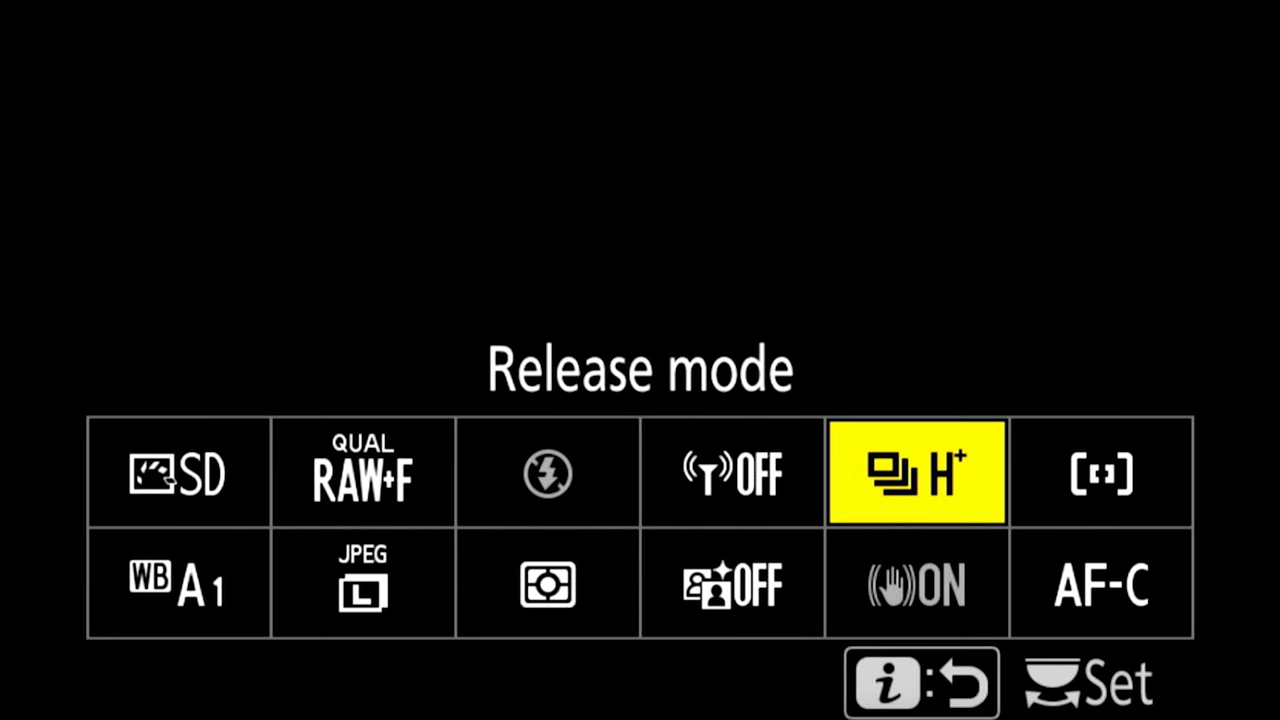 Release mode
SD
QUAL
RAW+F
OFF
H+
WB A1
JPEG
L
OFF
ON
AF-C
i : Set